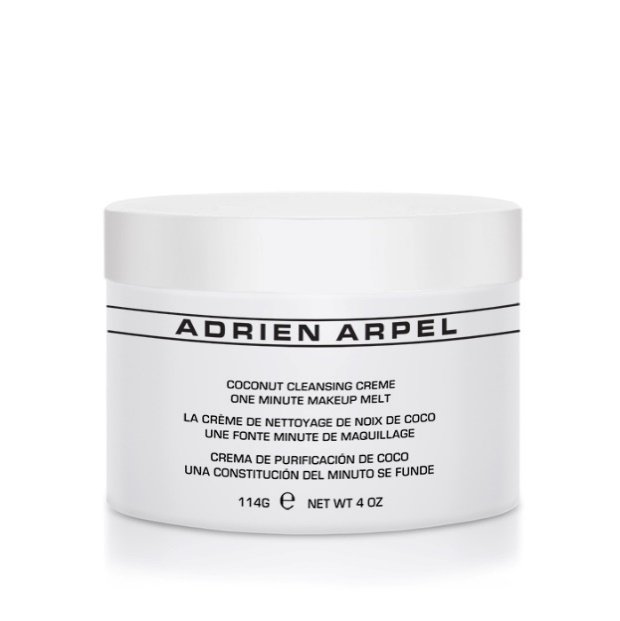 ADRIEN ARPEL
COCONUT CLEANSING CREME
ONE MINUTE MAKEUP MELT
LA CRÈME DE NETTOYAGE DE NOIX DE COCO
UNE FONTE MINUTE DE MAQUILLAGE
CREMA DE PURIFICACIÓN DE COCO
UNA CONSTITUCIÓN DEL MINUTO SE FUNDE
114G ℮ NET WT 4 OZ